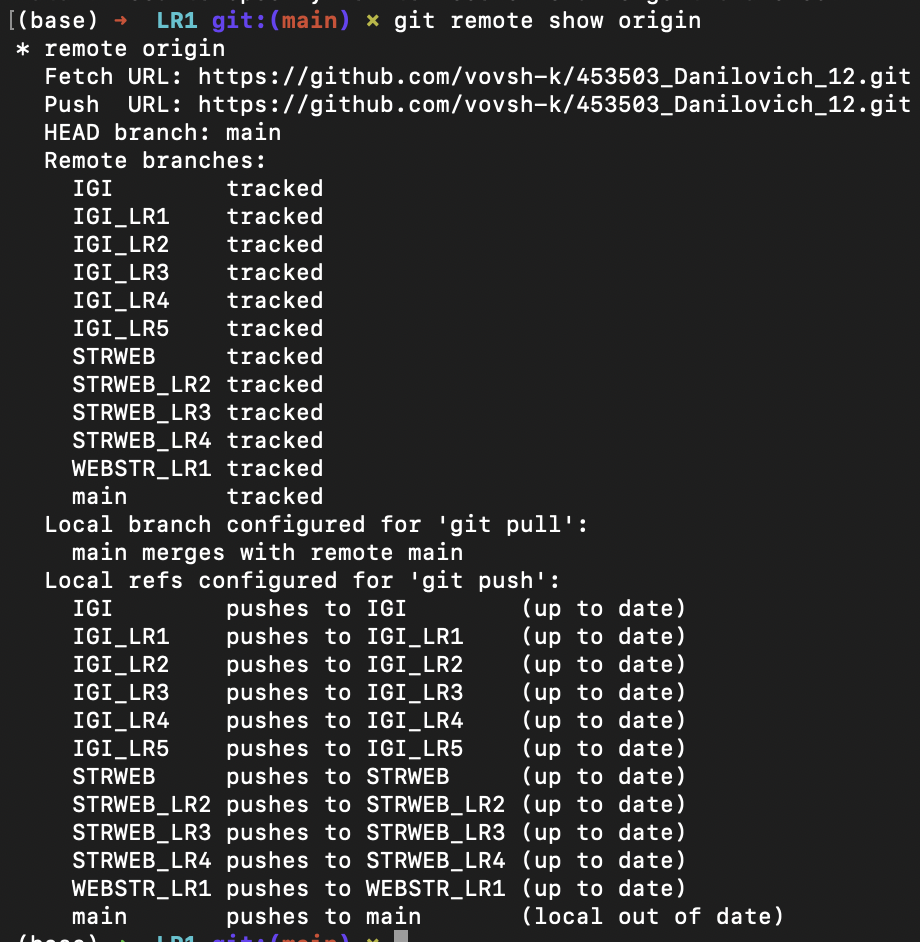 [(base) ➜  LR1 git:(main) ✗ git remote show origin
* remote origin
  Fetch URL: https://github.com/vovsh-k/453503_Danilovich_12.git
  Push  URL: https://github.com/vovsh-k/453503_Danilovich_12.git
  HEAD branch: main
  Remote branches:
    IGI        tracked
    IGI_LR1    tracked
    IGI_LR2    tracked
    IGI_LR3    tracked
    IGI_LR4    tracked
    IGI_LR5    tracked
    STRWEB     tracked
    STRWEB_LR2 tracked
    STRWEB_LR3 tracked
    STRWEB_LR4 tracked
    WEBSTR_LR1 tracked
    main       tracked
  Local branch configured for 'git pull':
    main merges with remote main
  Local refs configured for 'git push':
    IGI        pushes to IGI        (up to date)
    IGI_LR1    pushes to IGI_LR1    (up to date)
    IGI_LR2    pushes to IGI_LR2    (up to date)
    IGI_LR3    pushes to IGI_LR3    (up to date)
    IGI_LR4    pushes to IGI_LR4    (up to date)
    IGI_LR5    pushes to IGI_LR5    (up to date)
    STRWEB     pushes to STRWEB     (up to date)
    STRWEB_LR2 pushes to STRWEB_LR2 (up to date)
    STRWEB_LR3 pushes to STRWEB_LR3 (up to date)
    STRWEB_LR4 pushes to STRWEB_LR4 (up to date)
    WEBSTR_LR1 pushes to WEBSTR_LR1 (up to date)
    main       pushes to main       (local out of date)
(base) ➜  LR1 git:(main) ✗